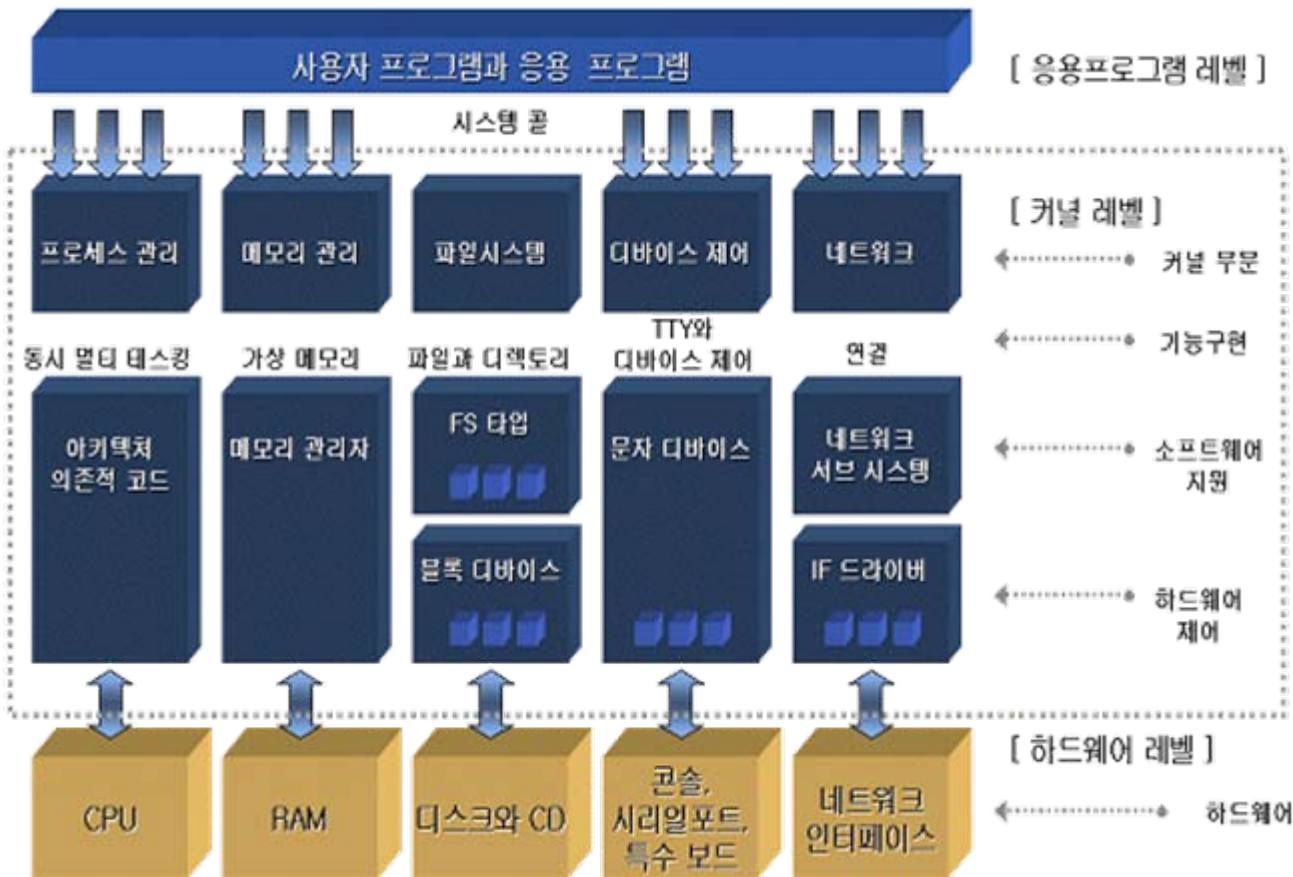 사용자 프로그램과 응용 프로그램
[ 응용프로그램 레벨 ]
시스템 콜
[ 커널 레벨 ]
프로세스 관리
메모리 관리
파일시스템
디바이스 제어
네트워크
커널 무문
동시 멀티 테스킹
가상 메모리
파일과 디렉토리
TTY와
디바이스 제어
연결
기능구현
아키텍처
의존적 코드
메모리 관리자
FS 타입
문자 디바이스
네트워크
서브 시스템
소프트웨어
지원
블록 디바이스
IF 드라이버
하드웨어
제어
[ 하드웨어 레벨 ]
CPU
RAM
디스크와 CD
콘솔,
시리얼포트,
특수 보드
네트워크
인터페이스
하드웨어